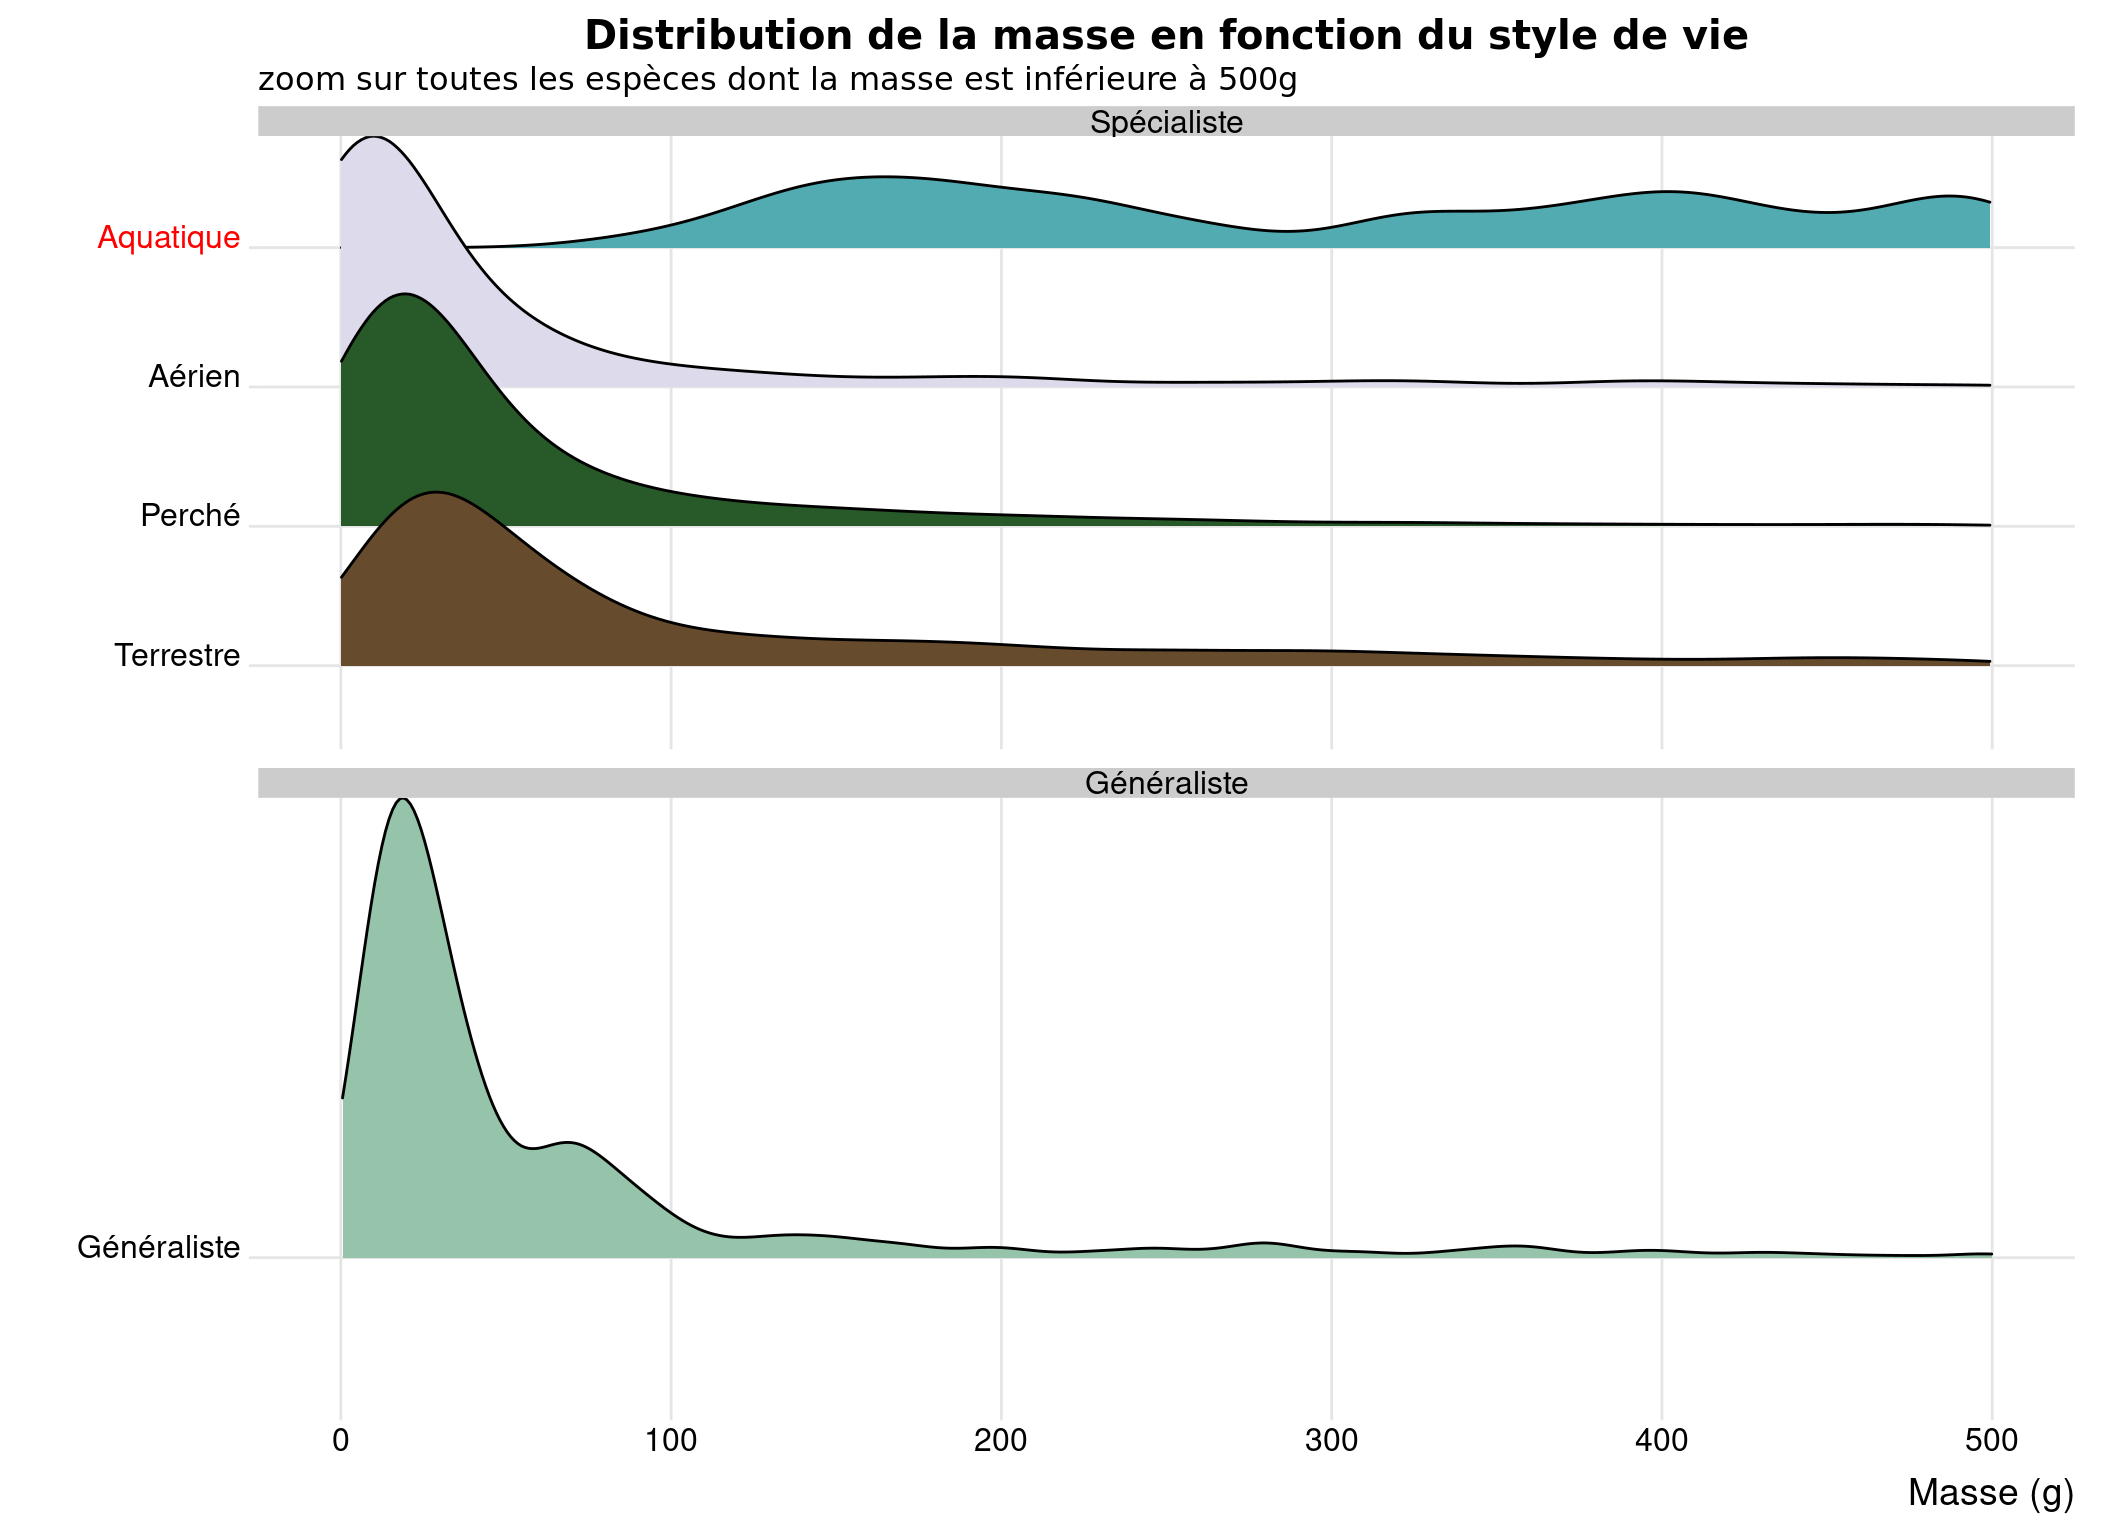 Distribution de la masse en fonction du style de vie
zoom sur toutes les espèces dont la masse est inférieure à 500g
Spécialiste
Aquatique
Aérien
Perché
Terrestre
Généraliste
Généraliste
0 100 200 300 400 500
Masse (g)